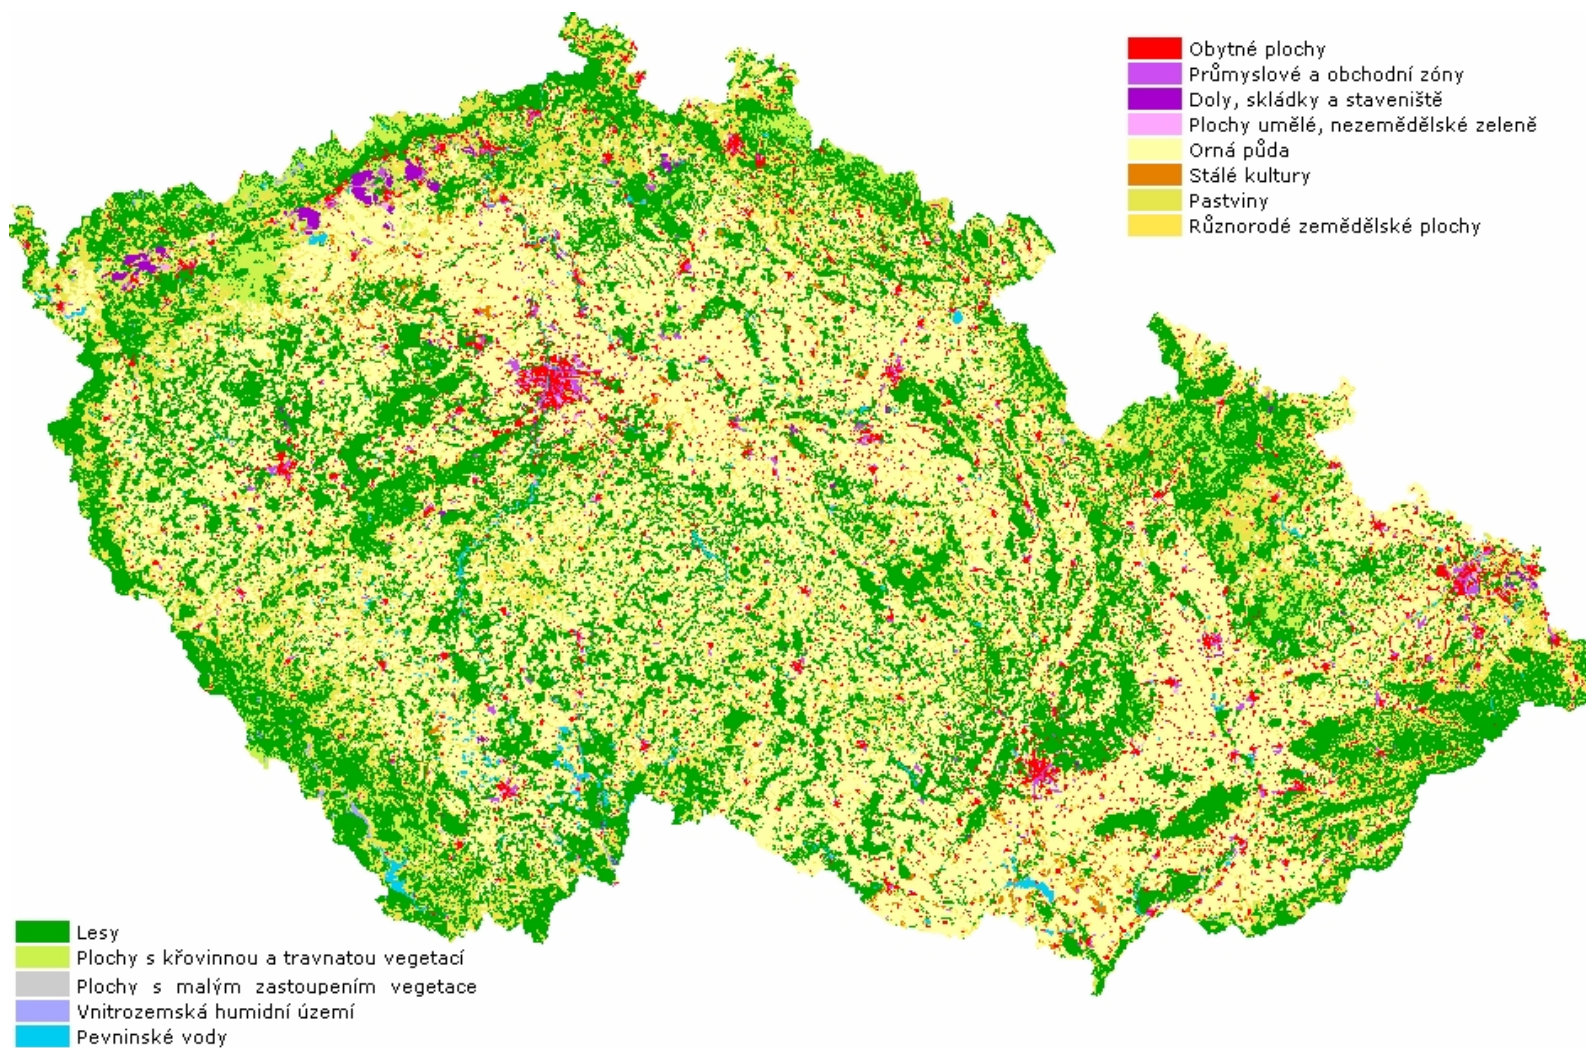 Obytné plochy
Průmyslové a obchodní zóny
Doly, skládky a staveniště
Plochy umělé, nezemědělské zeleně
Orná půda
Stálé kultury
Pastviny
Různorodé zemědělské plochy
Lesy
Plochy s křovinnou a travnatou vegetací
Plochy s malým zastoupením vegetace
Vnitrozemská humidní území
Pevninské vody